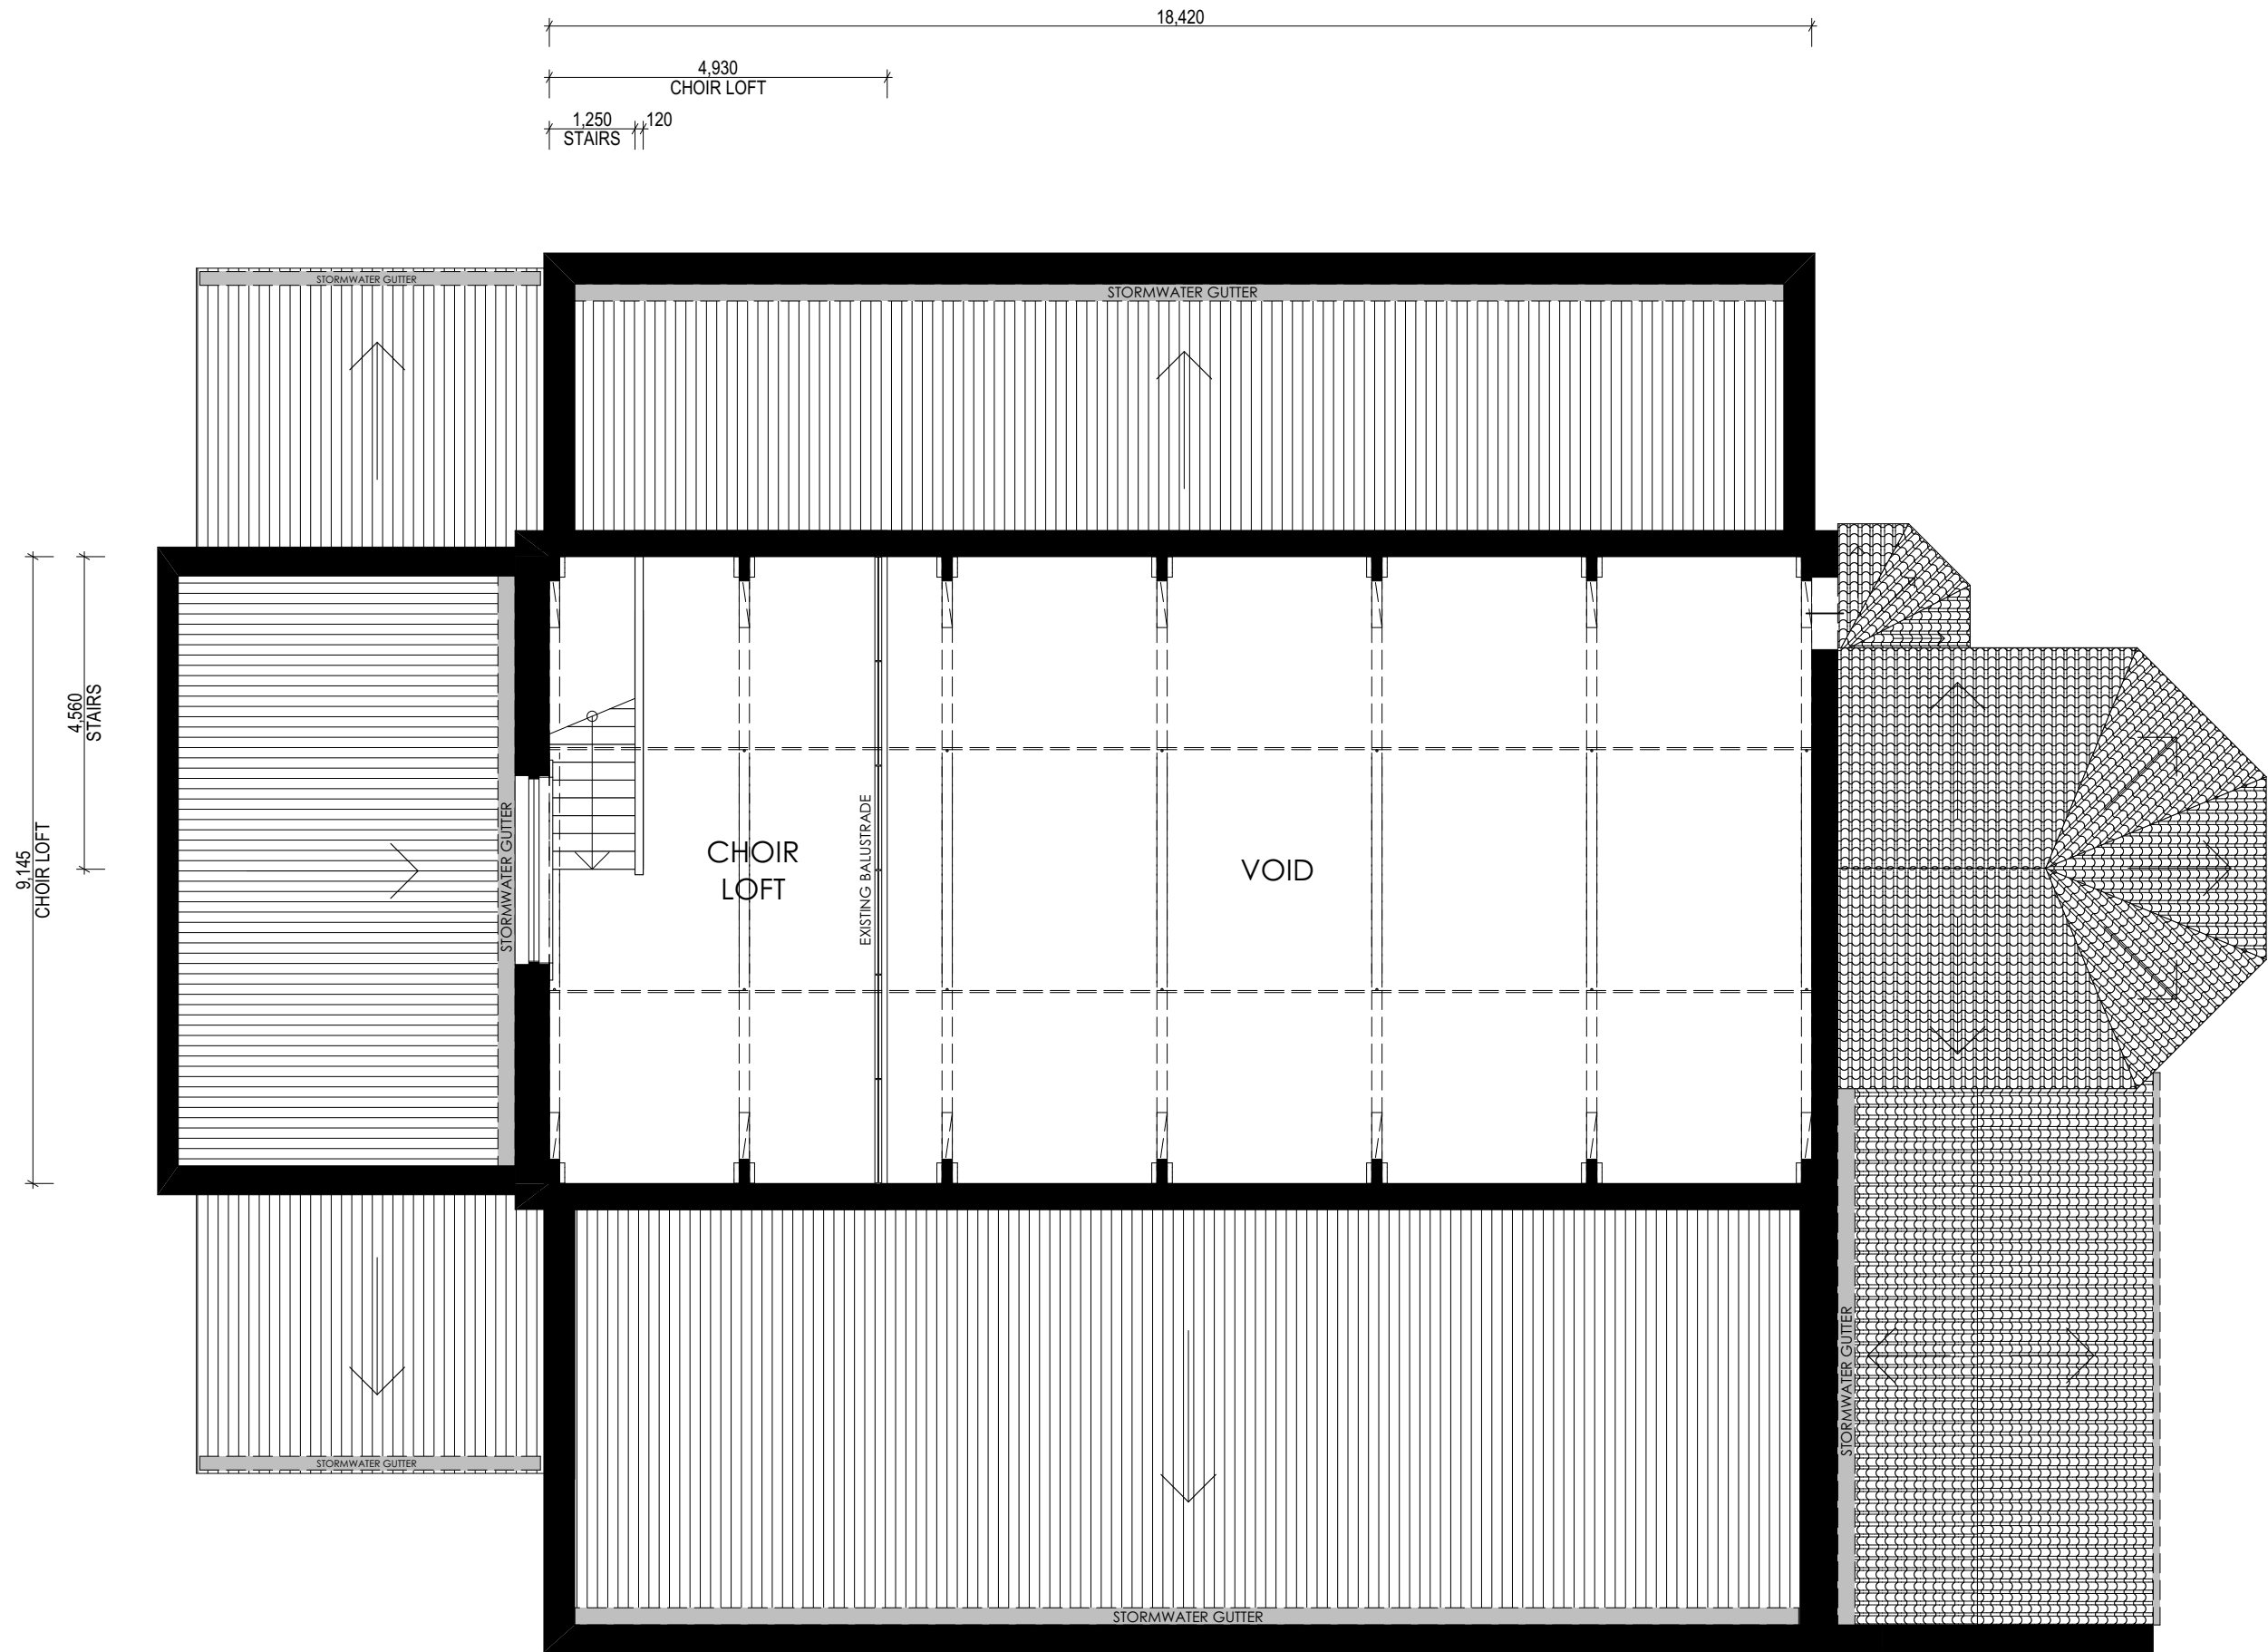 18,420
4,930
CHOIR LOFT
1,250
120
STAIRS
STORMWATER GUTTER
STORMWATER GUTTER
4,560
STAIRS
9,145
CHOIR LOFT
STORMWATER GUTTER
CHOIR
LOFT
EXISTING BALUSTRADE
VOID
STORMWATER GUTTER
STORMWATER GUTTER
STORMWATER GUTTER